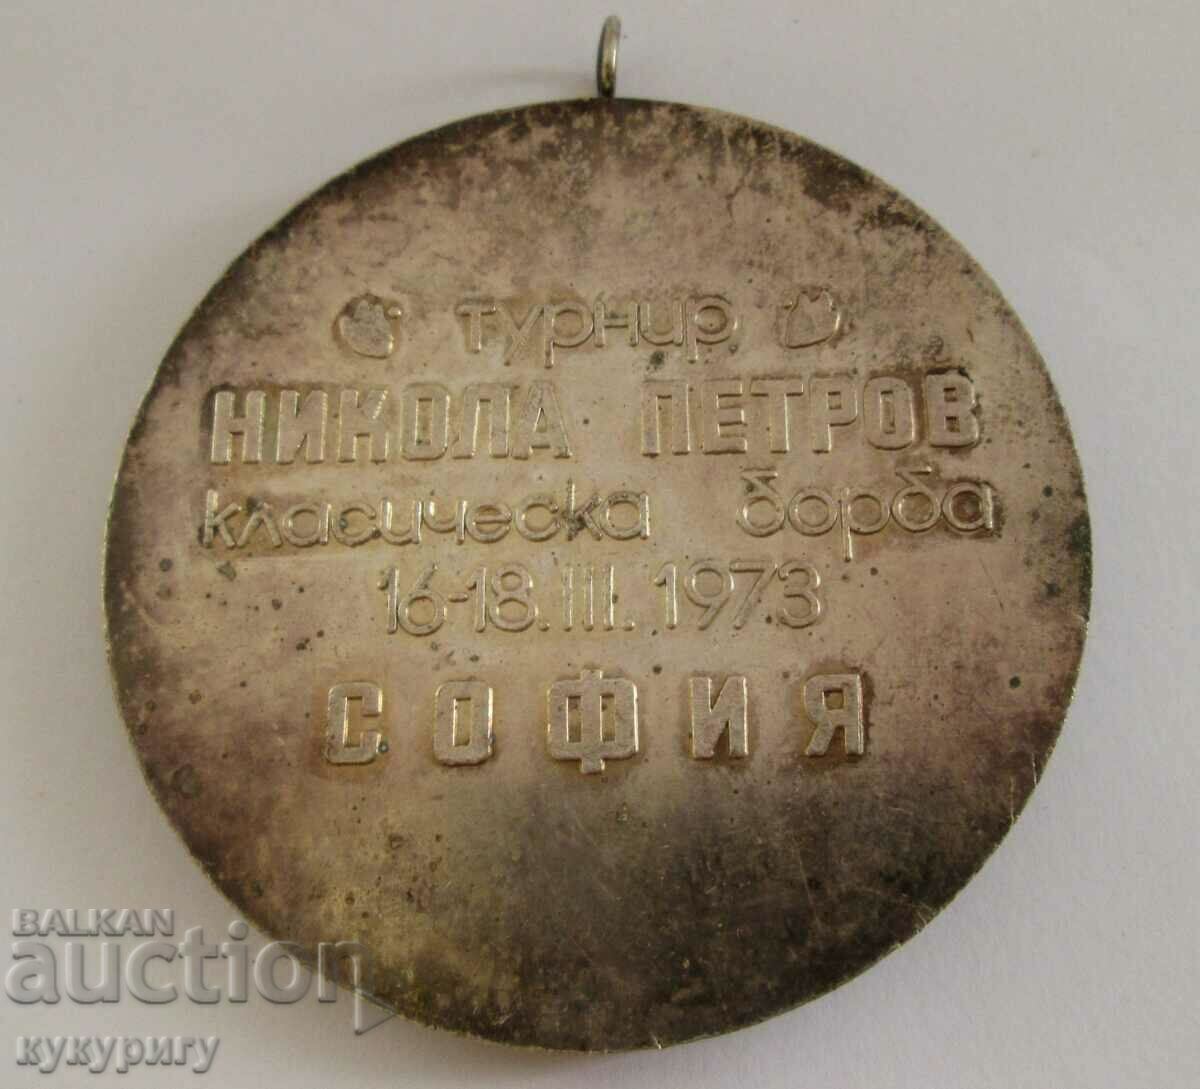 турнир
НИКОЛА ПЕТРОВ
класическа борба
16-18.III.1973
СОФИЯ
BALKAN
auction
кукуригу